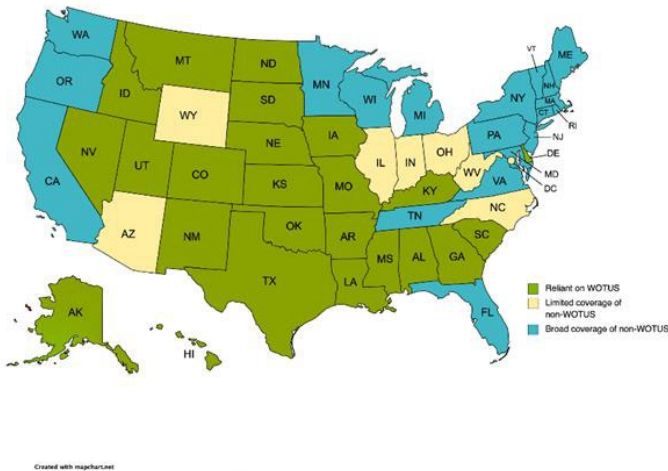 WA
MT
ND
MN
VT
ME
OR
ID
SD
WI
MI
NY
NH
MA
CT
RI
WY
IA
PA
NJ
NV
NE
IL
IN
OH
DE
UT
CO
WV
VA
MD
CA
KS
MO
KY
DC
TN
NC
AZ
NM
OK
AR
SC
MS
AL
GA
TX
LA
Reliant on WOTUS
Limited coverage of
non-WOTUS
Broad coverage of non-WOTUS
FL
AK
HI
Created with mapchart.net